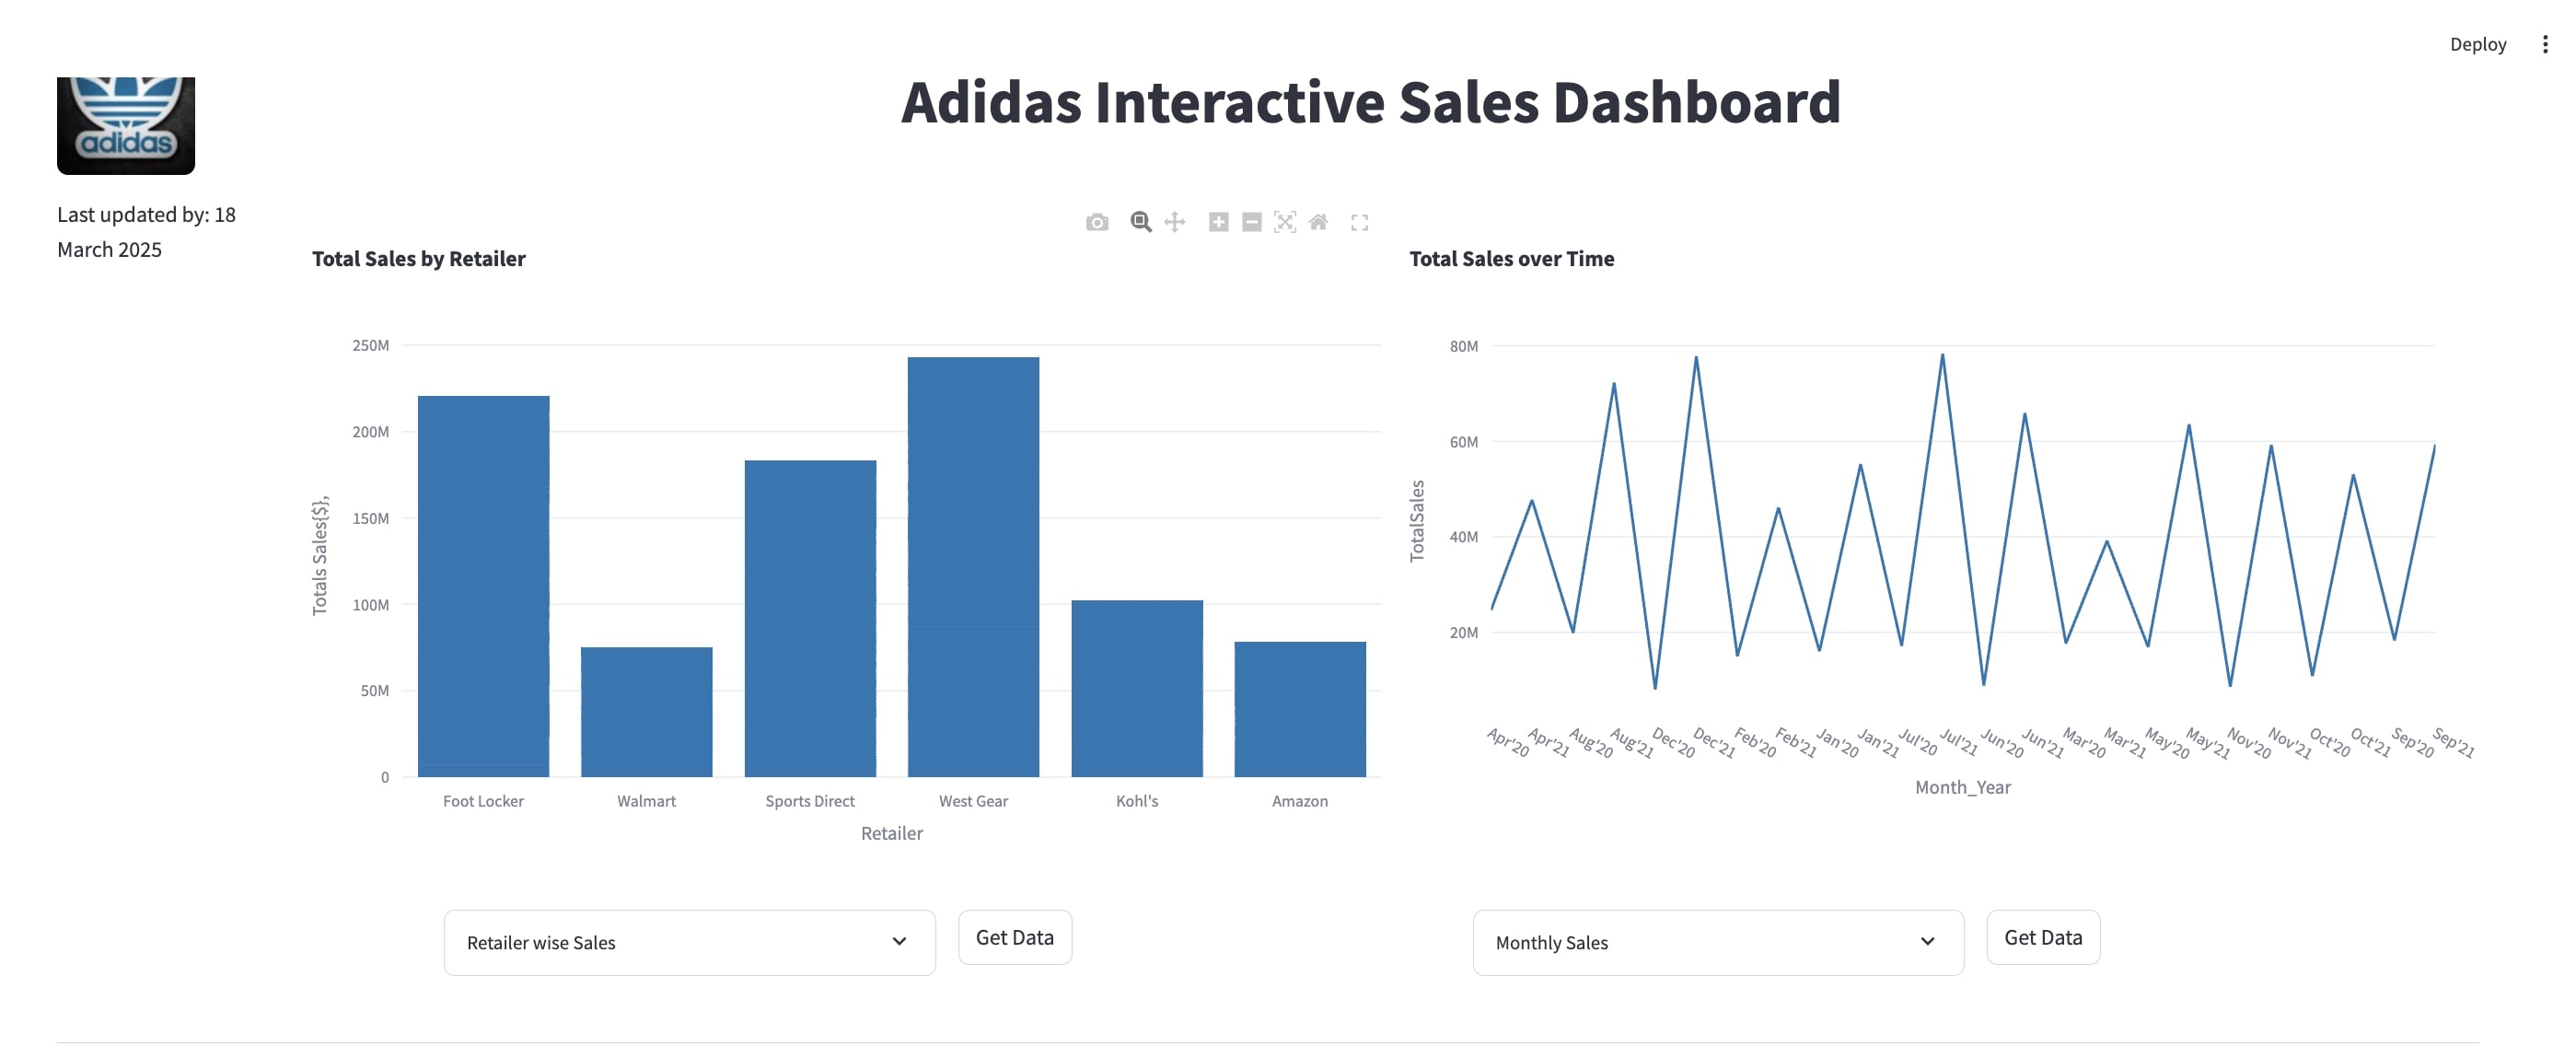 Deploy
adidas
Adidas Interactive Sales Dashboard
Last updated by: 18
March 2025
Total Sales by Retailer
250M
200M
150M
100M
50M
0
Totals Sales{$},
Foot Locker
Walmart
Sports Direct
West Gear
Kohl's
Amazon
Retailer
Total Sales over Time
80M
60M
40M
20M
TotalSales
Apr'20
Apr'21
Aug'20
Aug'21
Dec'20
Dec'21
Feb'20
Feb'21
Jan'20
Jan'21
Jul'20
Jul'21
Jun'20
Jun'21
Mar'20
Mar'21
May'20
May'21
Nov'20
Nov'21
Oct'20
Oct'21
Sep'20
Sep'21
Month_Year
Retailer wise Sales
Get Data
Monthly Sales
Get Data